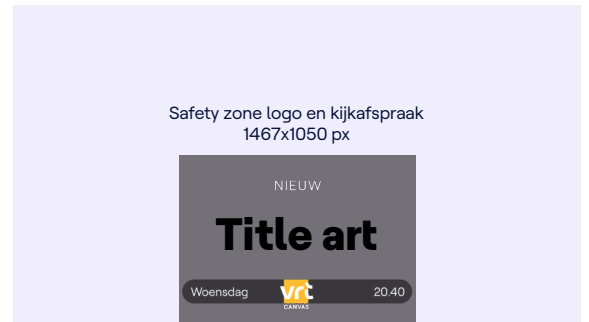 Safety zone logo en kijkafspraak
1467x1050 px
NIEUW
Title art
Woensdag vrt 20.40
CANVAS